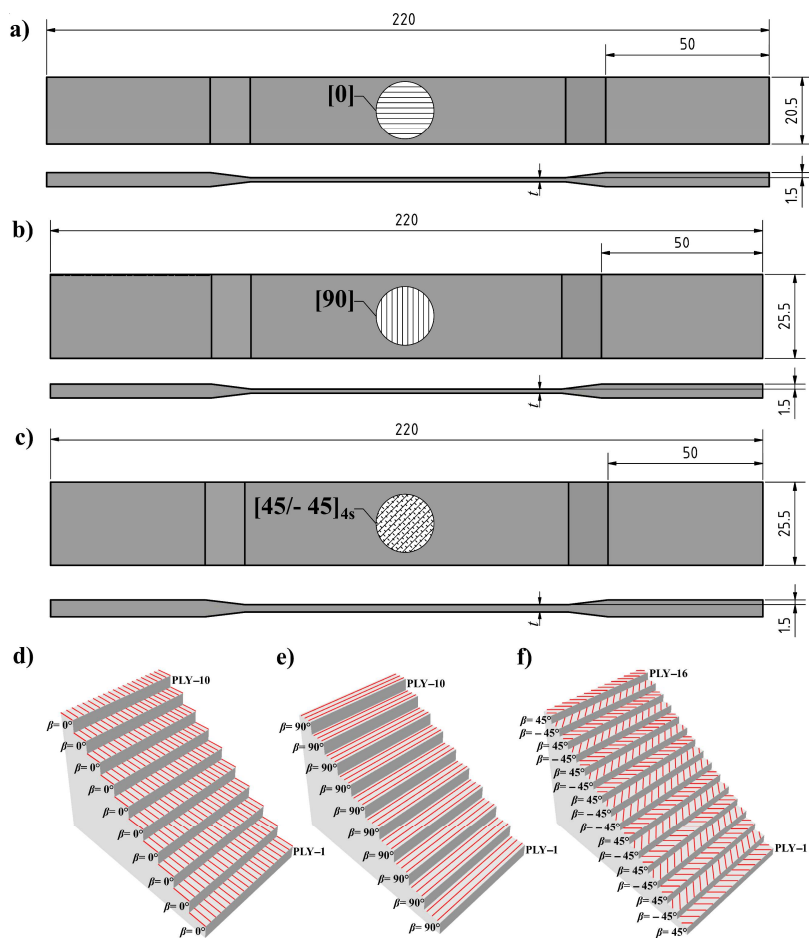 a)
220
50
[0]
20.5
t
1.5
b)
220
50
[90]
25.5
t
1.5
c)
220
50
[45/- 45]4s
25.5
t
1.5
d)
PLY–10
β= 0°
β= 0°
β= 0°
β= 0°
β= 0°
β= 0°
β= 0°
β= 0°
β= 0°
β= 0°
PLY–1
e)
PLY–10
β= 90°
β= 90°
β= 90°
β= 90°
β= 90°
β= 90°
β= 90°
β= 90°
β= 90°
β= 90°
PLY–1
f)
PLY–16
β= 45°
β= – 45°
β= 45°
β= – 45°
β= 45°
β= – 45°
β= 45°
β= – 45°
β= – 45°
β= 45°
β= – 45°
β= 45°
β= – 45°
β= 45°
β= – 45°
β= 45°
PLY–1